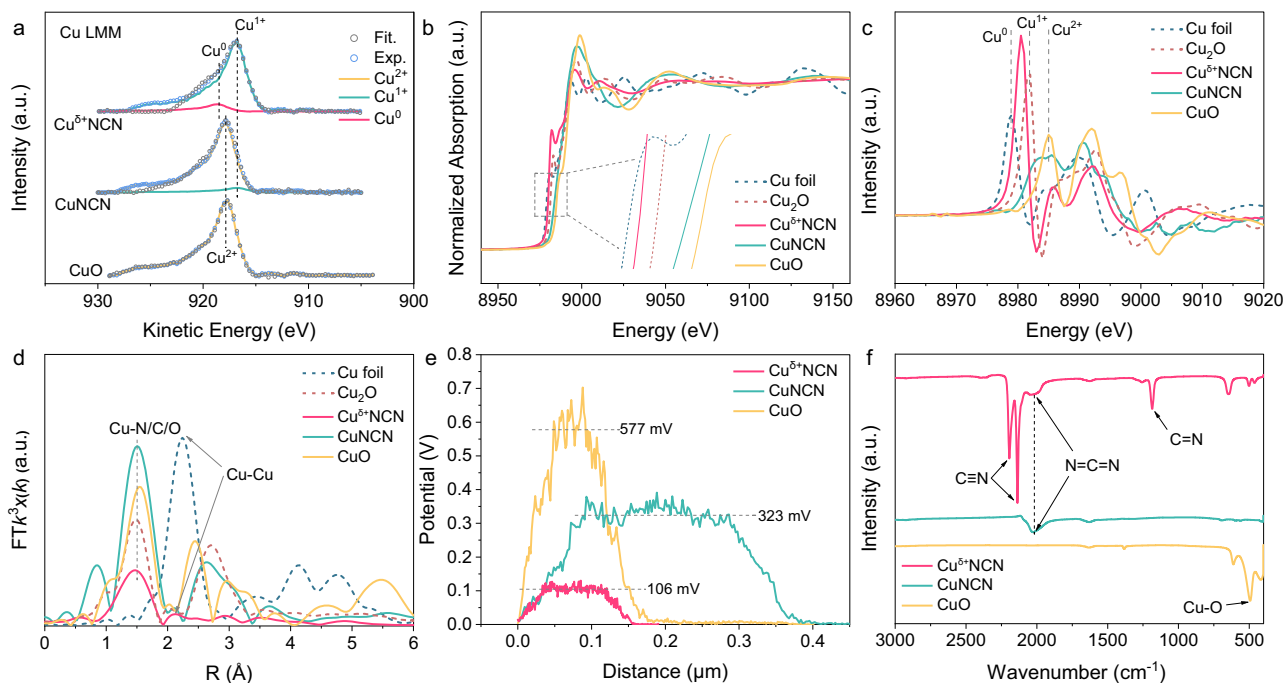 a
Cu LMM
Cu⁰
Cu¹⁺
Fit.
Exp.
Cu²⁺
Cu¹⁺
Cu⁰
Cuᵟ⁺NCN
CuNCN
CuO
Cu²⁺
Intensity (a.u.)
930 920 910 900
Kinetic Energy (eV)
b
Cu foil
Cu₂O
Cuᵟ⁺NCN
CuNCN
CuO
Normalized Absorption (a.u.)
8940 9000 9050 9100 9150
Energy (eV)
c
Cu⁰
Cu¹⁺
Cu²⁺
Cu foil
Cu₂O
Cuᵟ⁺NCN
CuNCN
CuO
Intensity (a.u.)
8960 8970 8980 8990 9000 9010 9020
Energy (eV)
d
Cu foil
Cu₂O
Cuᵟ⁺NCN
CuNCN
CuO
Cu-N/C/O
Cu-Cu
FTk³x(k) (a.u.)
0 1 2 3 4 5 6
R (Å)
e
Cuᵟ⁺NCN
CuNCN
CuO
577 mV
323 mV
106 mV
Potential (V)
0.8
0.7
0.6
0.5
0.4
0.3
0.2
0.1
0.0
0.0 0.1 0.2 0.3 0.4
Distance (µm)
f
C≡N
N=C=N
C=N
Cuᵟ⁺NCN
CuNCN
CuO
Cu-O
Intensity (a.u.)
3000 2500 2000 1500 1000 500
Wavenumber (cm⁻¹)